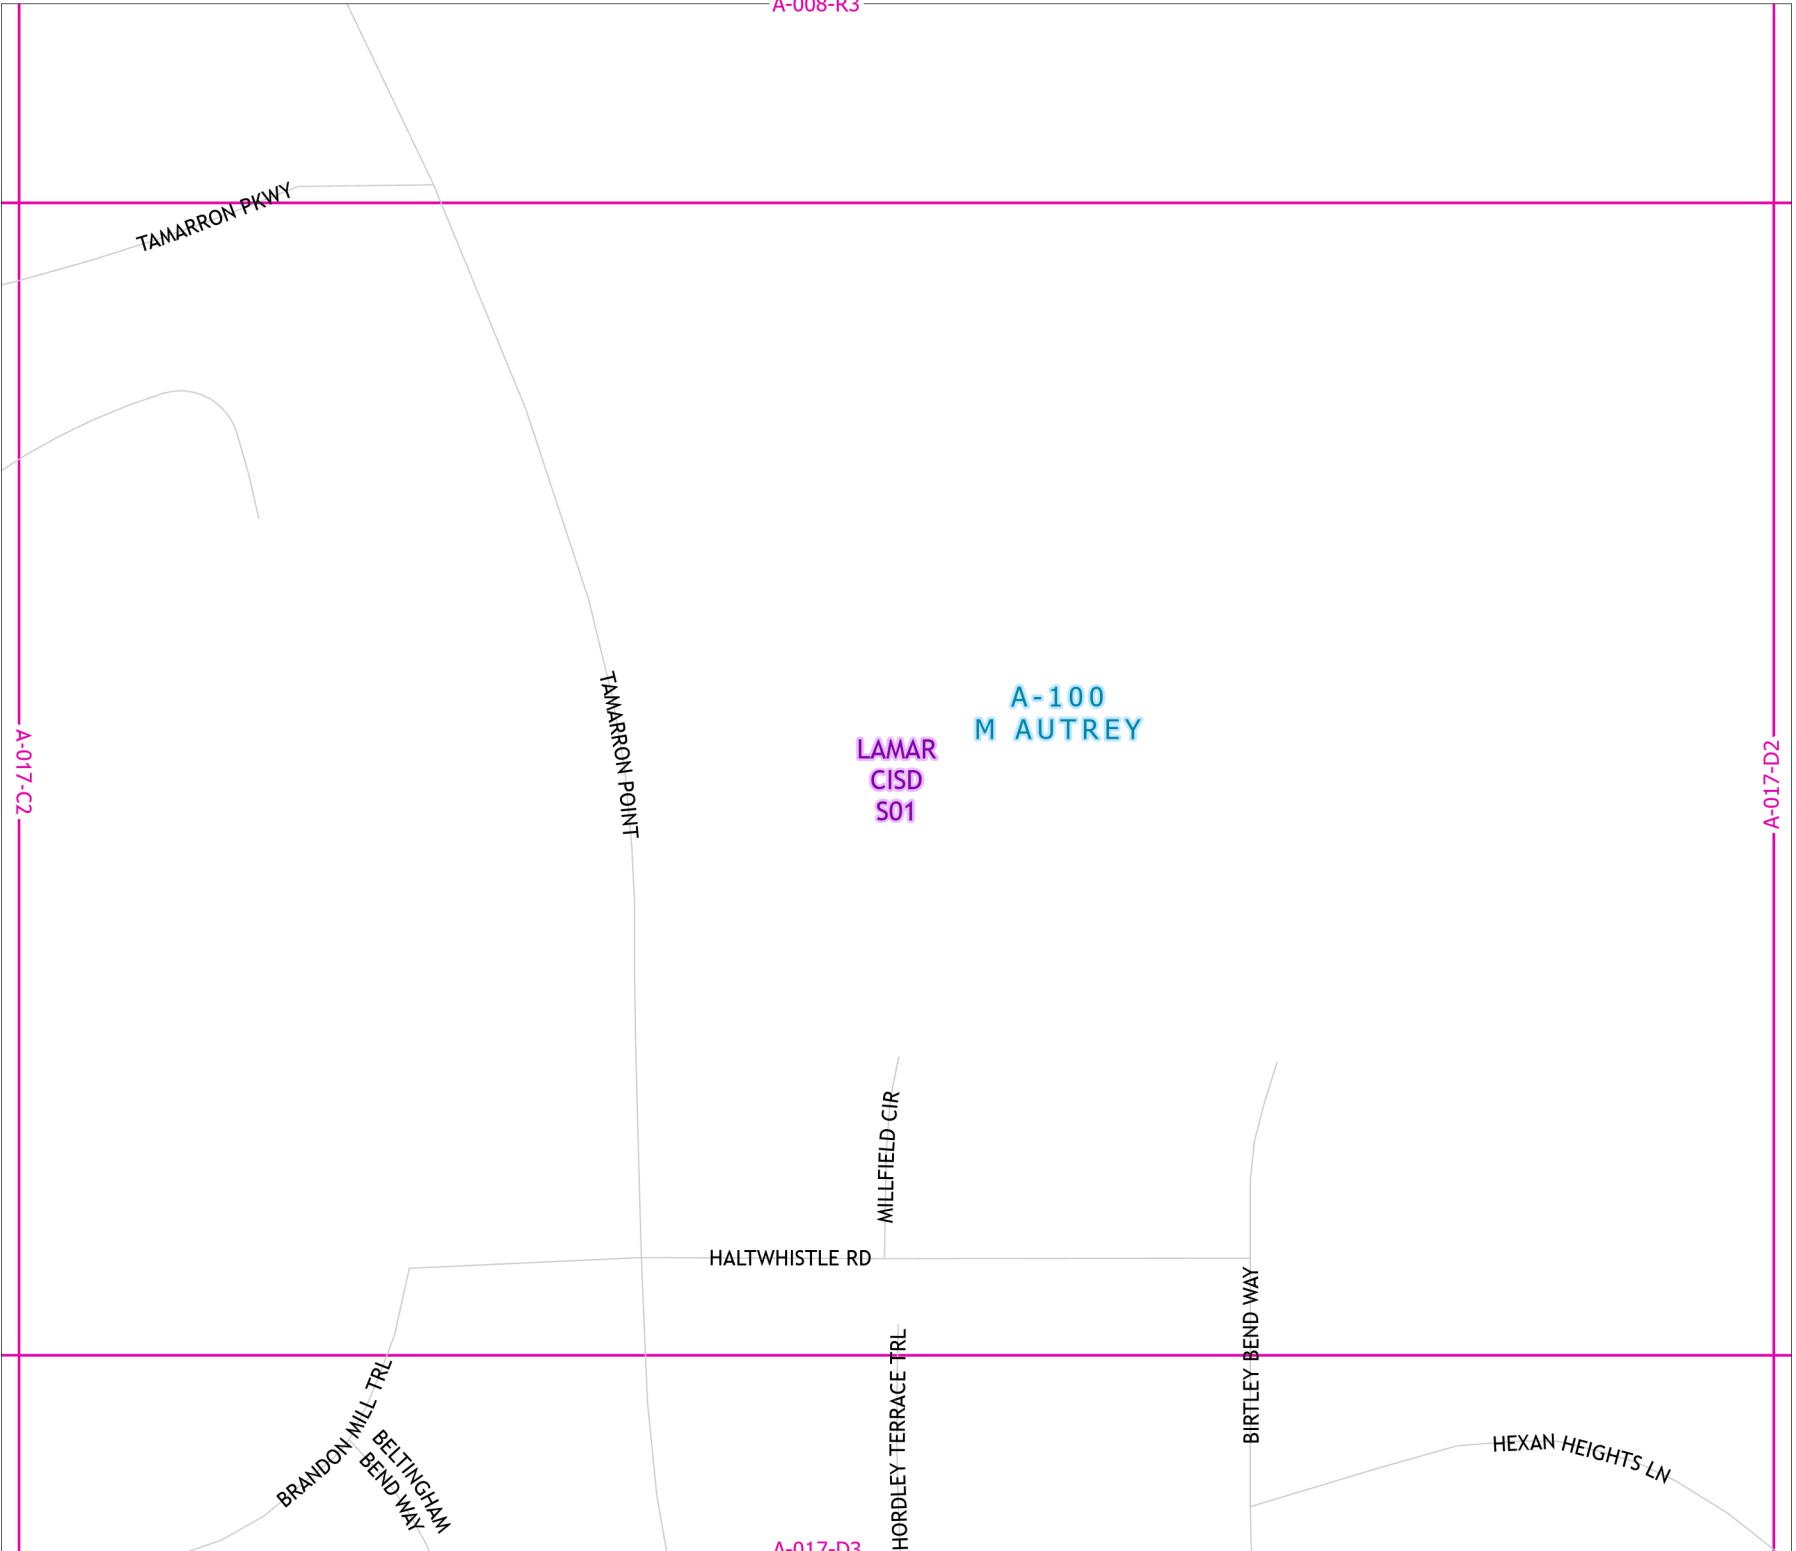 A-008-R3
TAMARRON PKWY
TAMARRON POINT
A-100
M AUTREY
LAMAR
CISD
S01
A-017-C2
A-017-D2
MILLFIELD CIR
HALTWHISTLE RD
BIRTLEY BEND WAY
HORDLEY TERRACE TRL
BRANDON MILL TRL
BELTINGHAM
BEND WAY
HEXAN HEIGHTS LN
A-017-D3